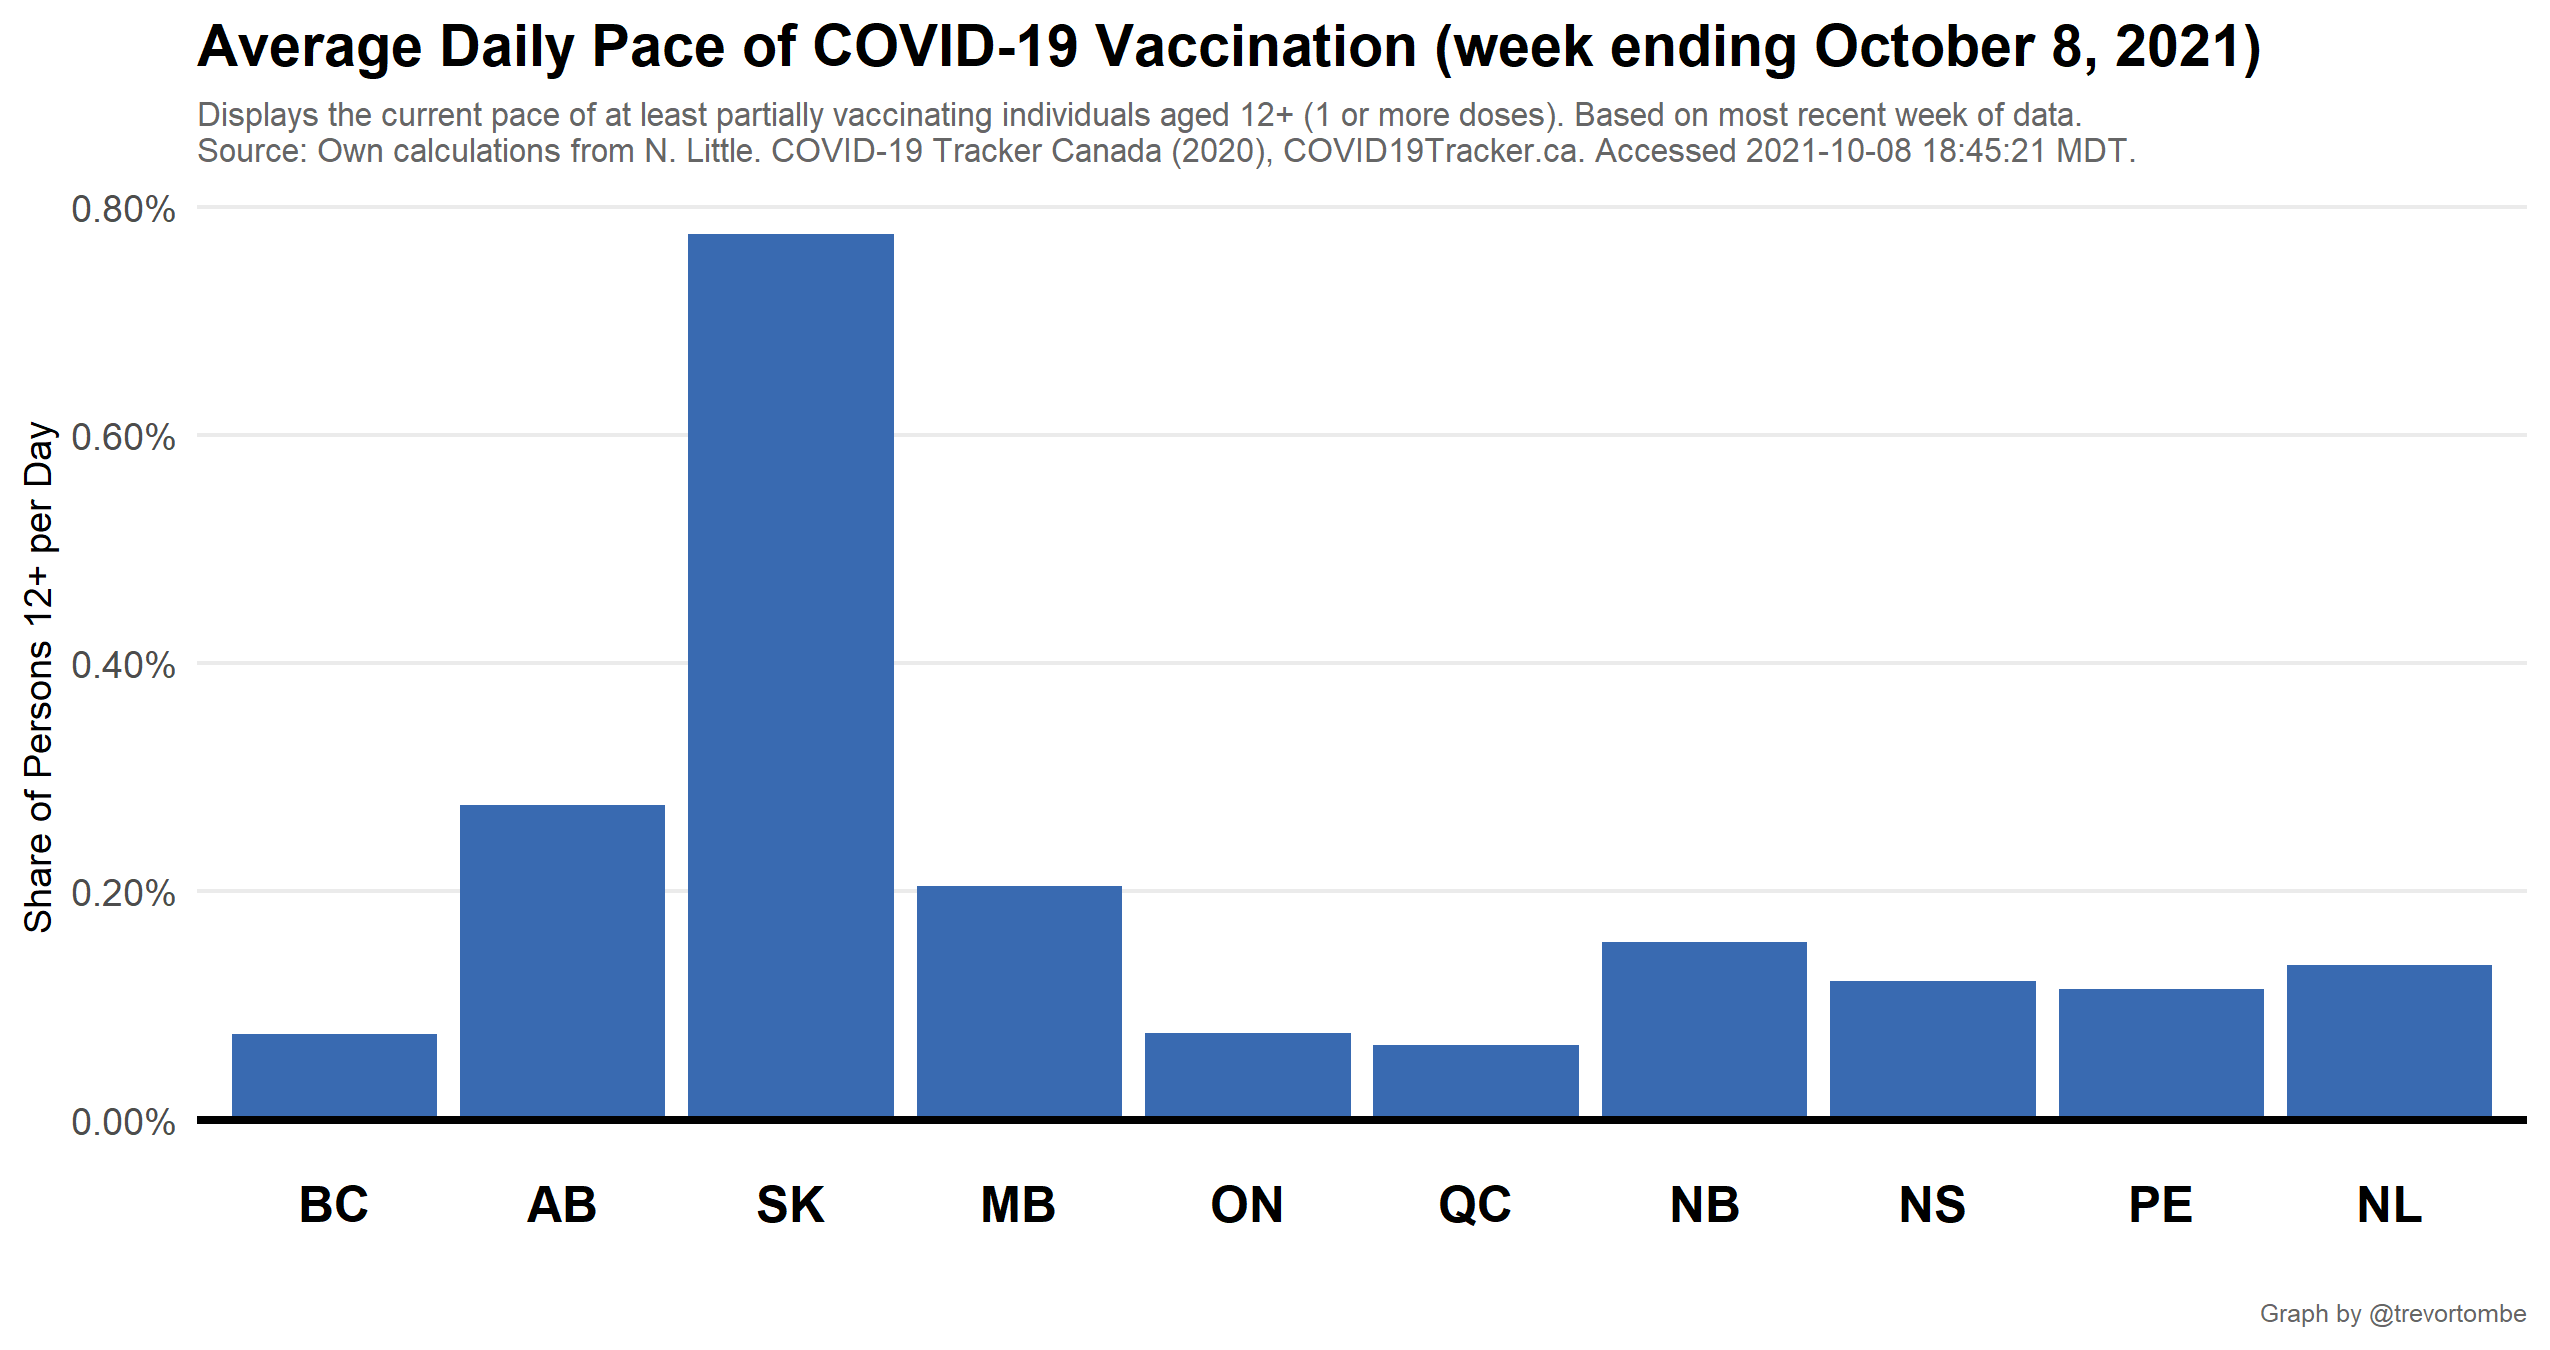 Average Daily Pace of COVID-19 Vaccination (week ending October 8, 2021)
Displays the current pace of at least partially vaccinating individuals aged 12+ (1 or more doses). Based on most recent week of data.
Source: Own calculations from N. Little. COVID-19 Tracker Canada (2020), COVID19Tracker.ca. Accessed 2021-10-08 18:45:21 MDT.
Share of Persons 12+ per Day
0.80%
0.60%
0.40%
0.20%
0.00%
BC AB SK MB ON QC NB NS PE NL
Graph by @trevortombe